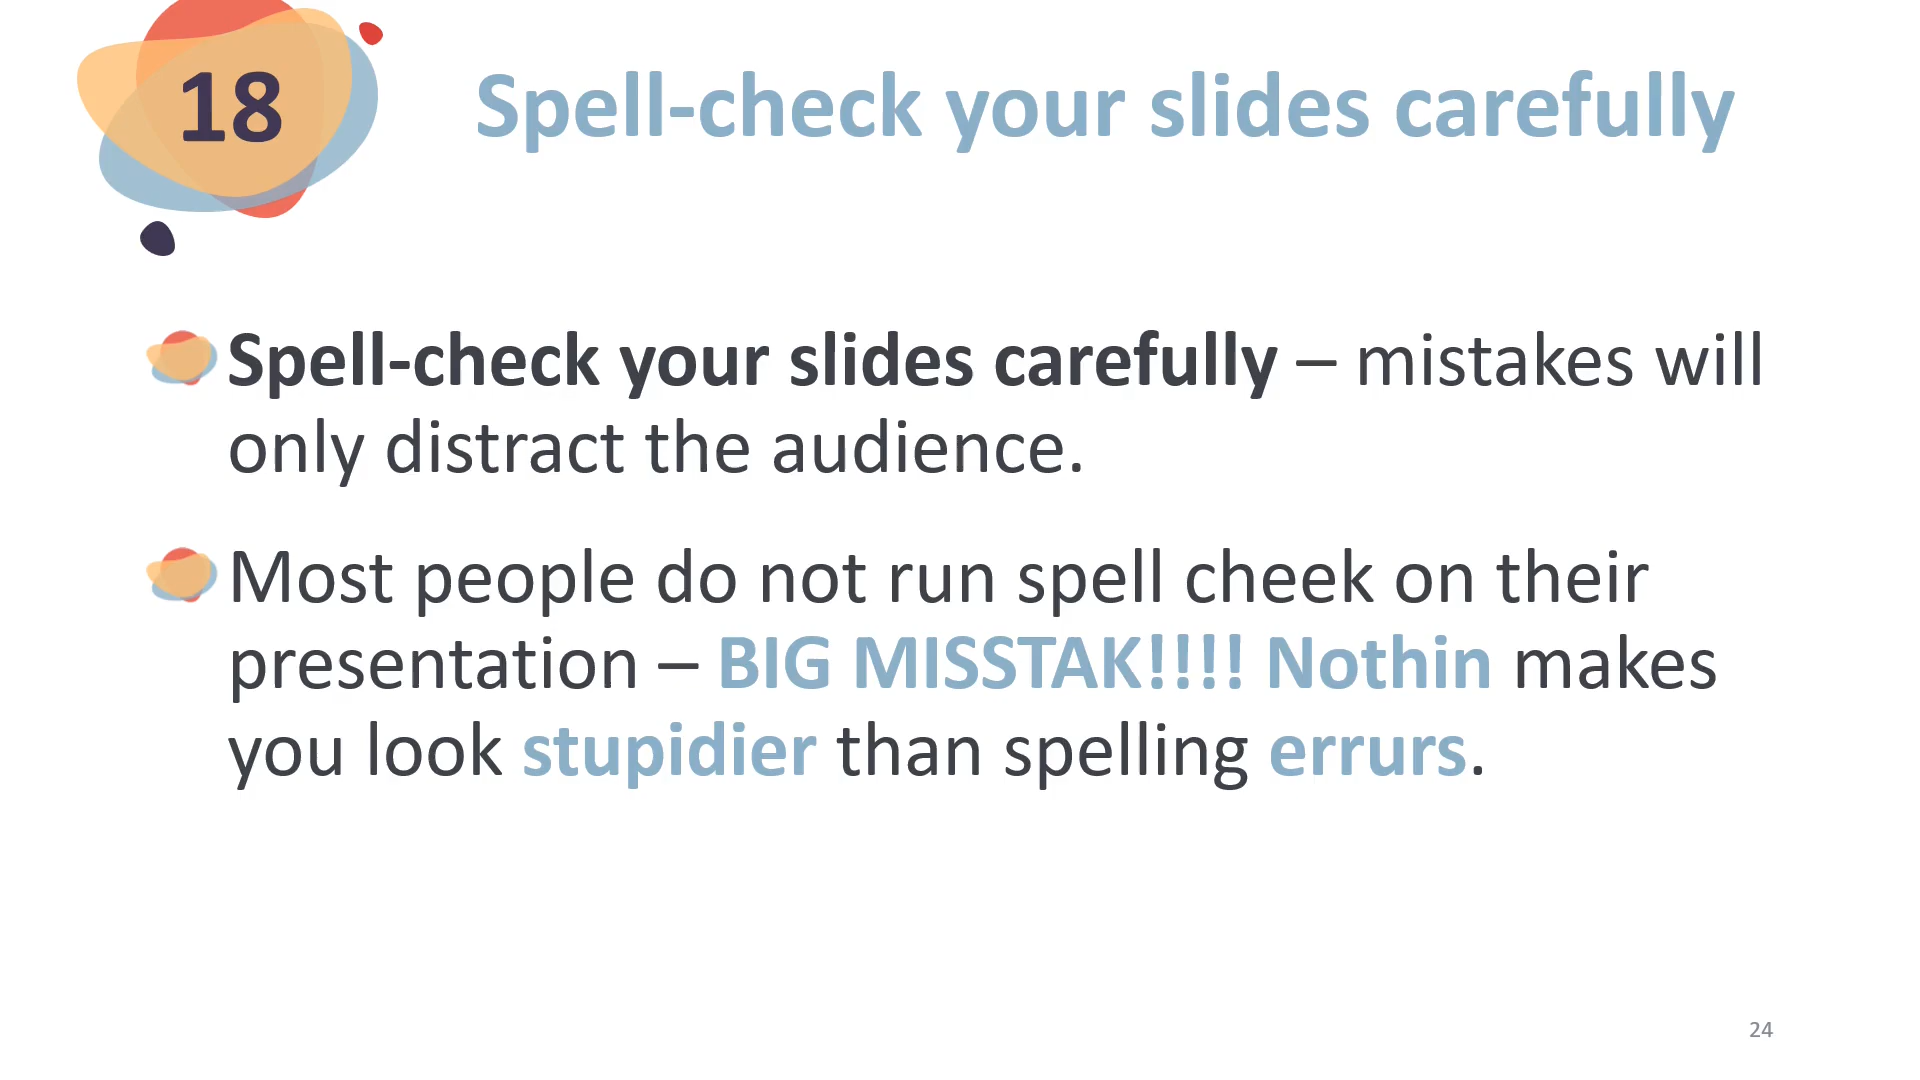 18
Spell-check your slides carefully
Spell-check your slides carefully – mistakes will
only distract the audience.
Most people do not run spell cheek on their
presentation – BIG MISSTAK!!!! Nothin makes
you look stupidier than spelling errurs.
24